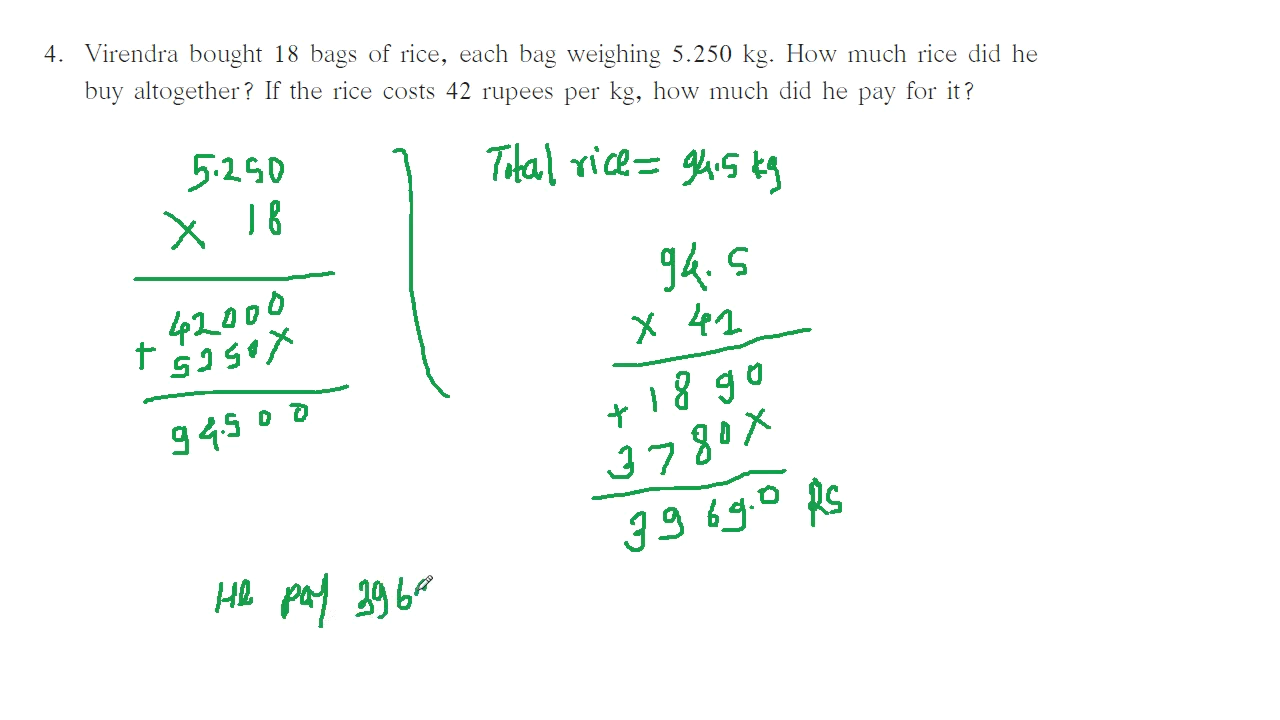 4. Virendra bought 18 bags of rice, each bag weighing 5.250 kg. How much rice did he
buy altogether? If the rice costs 42 rupees per kg, how much did he pay for it?
5.250
× 18
42000
+ 5250×
94.500
Total rice = 94.5 kg
94.5
× 42
1890
+ 3780×
3969.0 RS
He pay 396